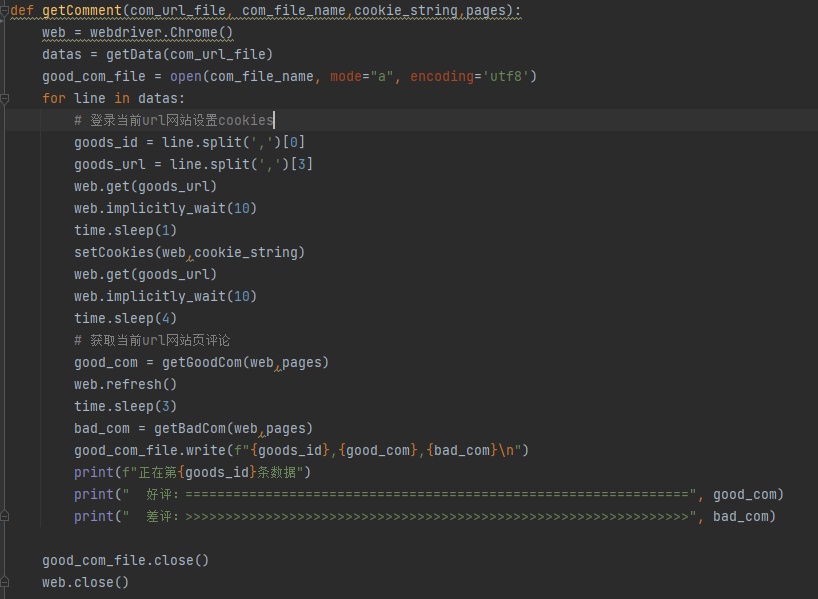 def getComment(com_url_file, com_file_name,cookie_string,pages):
    web = webdriver.Chrome()
    datas = getData(com_url_file)
    good_com_file = open(com_file_name, mode="a", encoding='utf8')
    for line in datas:
        # 登录当前url网站设置cookies
        goods_id = line.split(',')[0]
        goods_url = line.split(',')[3]
        web.get(goods_url)
        web.implicitly_wait(10)
        time.sleep(1)
        setCookies(web,cookie_string)
        web.get(goods_url)
        web.implicitly_wait(10)
        time.sleep(4)
        # 获取当前url网站页评论
        good_com = getGoodCom(web,pages)
        web.refresh()
        time.sleep(3)
        bad_com = getBadCom(web,pages)
        good_com_file.write(f"{goods_id},{good_com},{bad_com}\n")
        print(f"正在第{goods_id}条数据")
        print("  好评：===============================================================", good_com)
        print("  差评：>>>>>>>>>>>>>>>>>>>>>>>>>>>>>>>>>>>>>>>>>>>>>>>>>>>>>>>>>>>>>>>", bad_com)
    good_com_file.close()
    web.close()